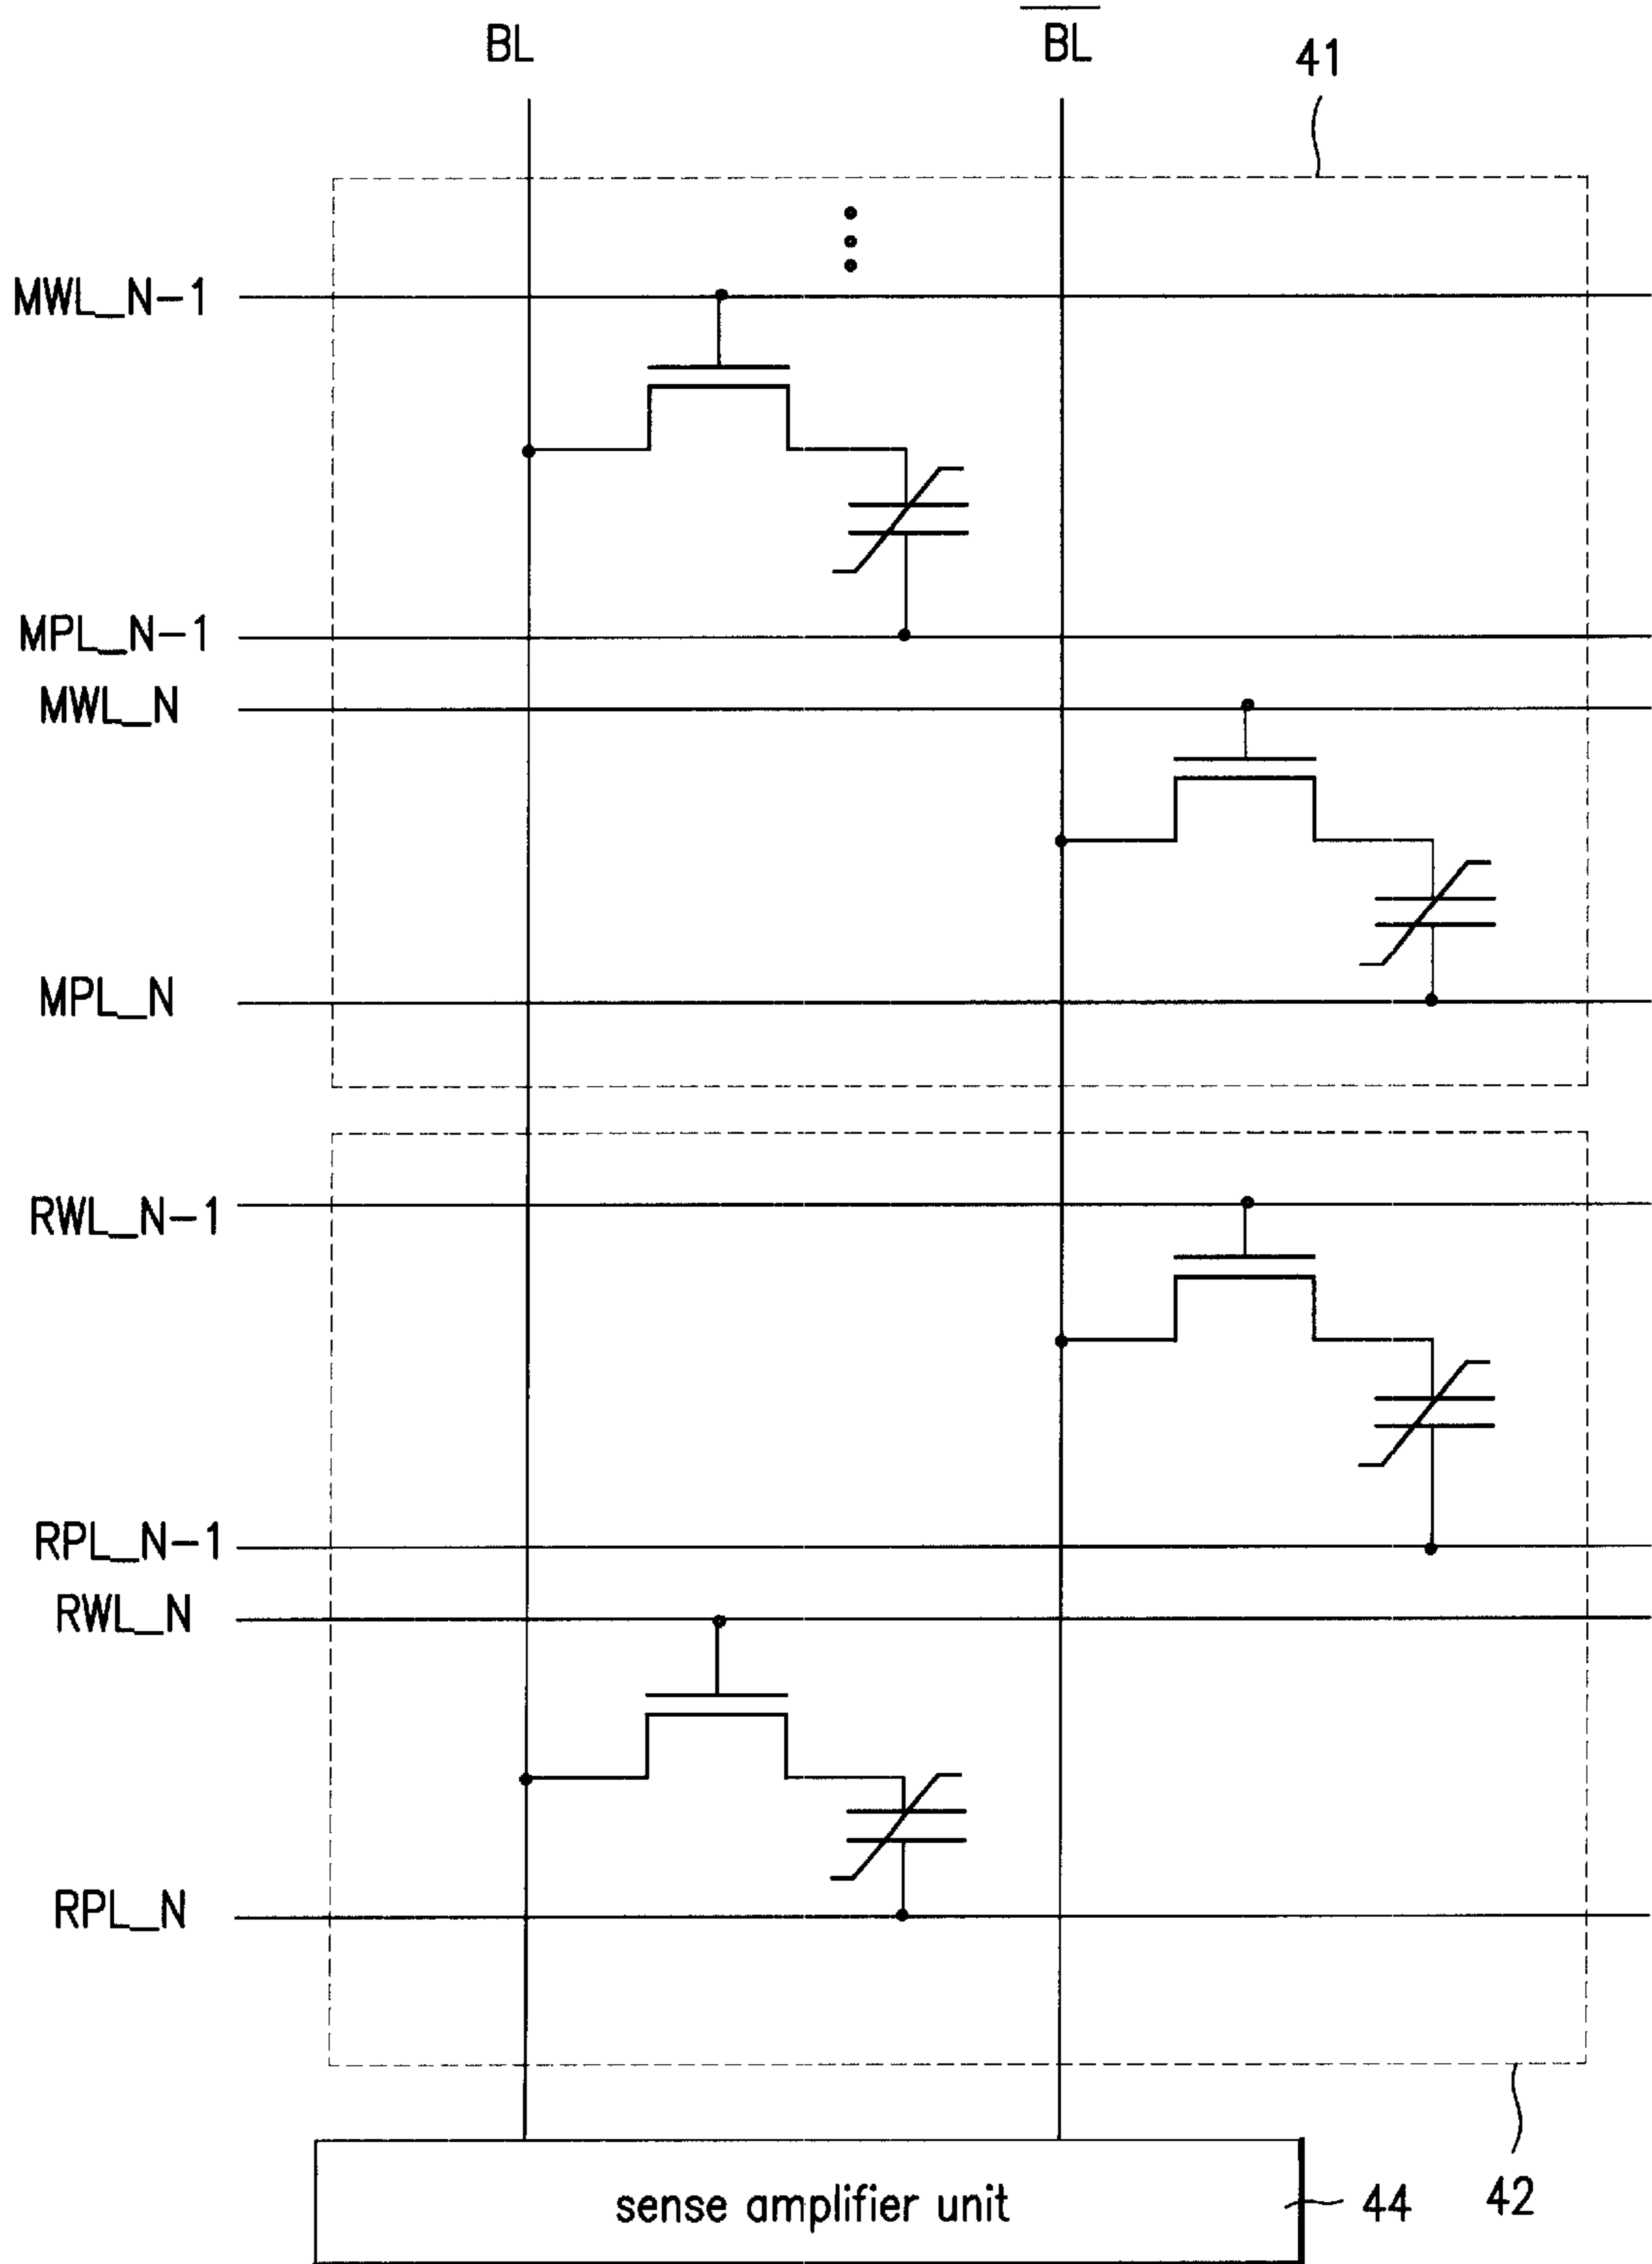 BL
B̅L̅
41
MWL_N-1
MPL_N-1
MWL_N
MPL_N
RWL_N-1
RPL_N-1
RWL_N
RPL_N
sense amplifier unit
44
42